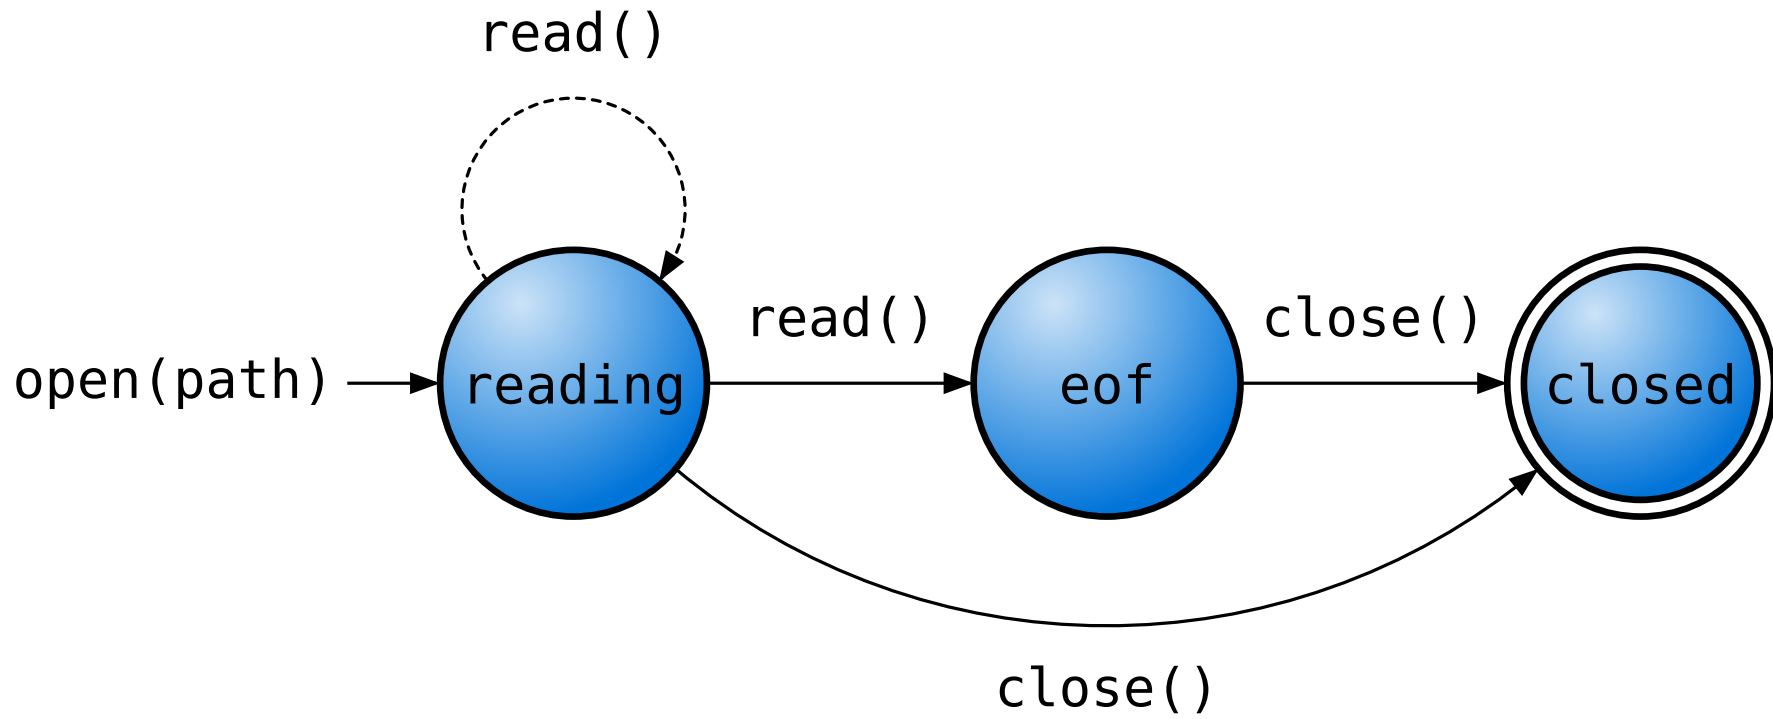 read()
read()
close()
open(path)
reading
eof
closed
close()